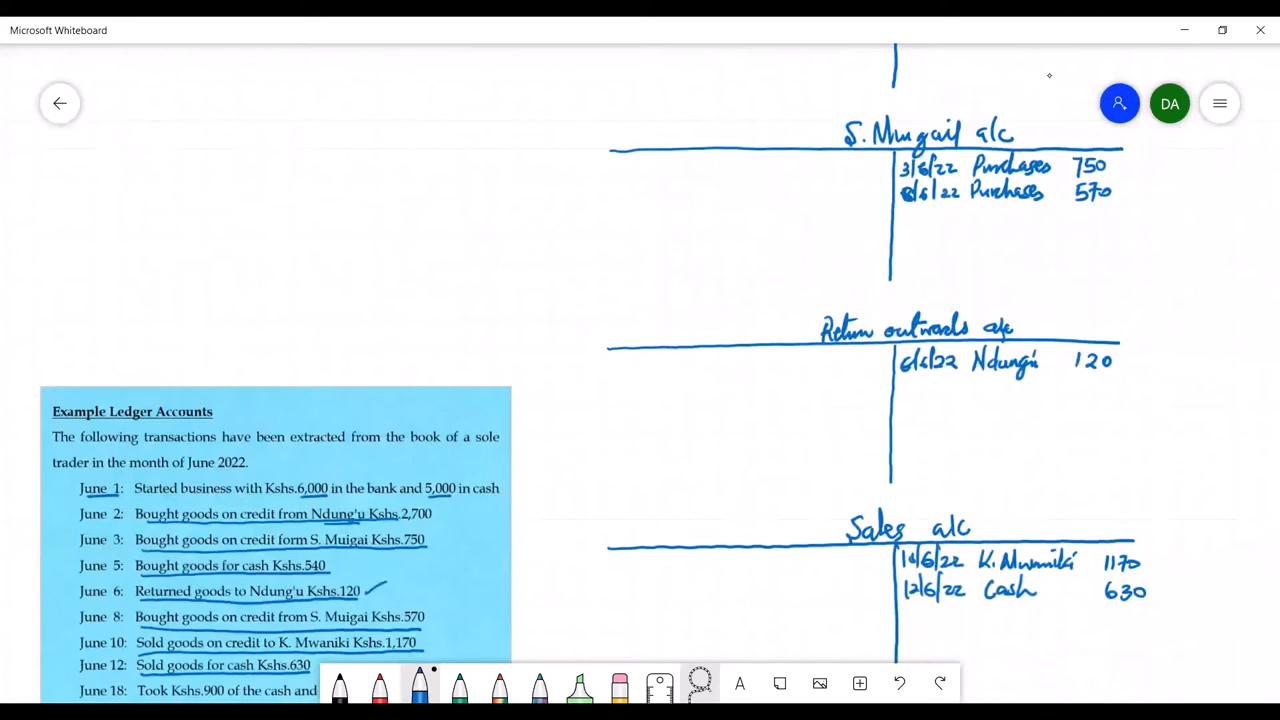 Microsoft Whiteboard
DA
S. Muigai a/c
3/6/22 Purchases 750
8/6/22 Purchases 570
Return outwards a/c
6/6/22 Ndung'u 120
Sales a/c
10/6/22 K. Mwaniki 1170
12/6/22 Cash 630
Example Ledger Accounts
The following transactions have been extracted from the book of a sole
trader in the month of June 2022.
June 1: Started business with Kshs.6,000 in the bank and 5,000 in cash
June 2: Bought goods on credit from Ndung'u Kshs.2,700
June 3: Bought goods on credit form S. Muigai Kshs.750
June 5: Bought goods for cash Kshs.540
June 6: Returned goods to Ndung'u Kshs.120
June 8: Bought goods on credit from S. Muigai Kshs.570
June 10: Sold goods on credit to K. Mwaniki Kshs.1,170
June 12: Sold goods for cash Kshs.630
June 18: Took Kshs.900 of the cash and
A